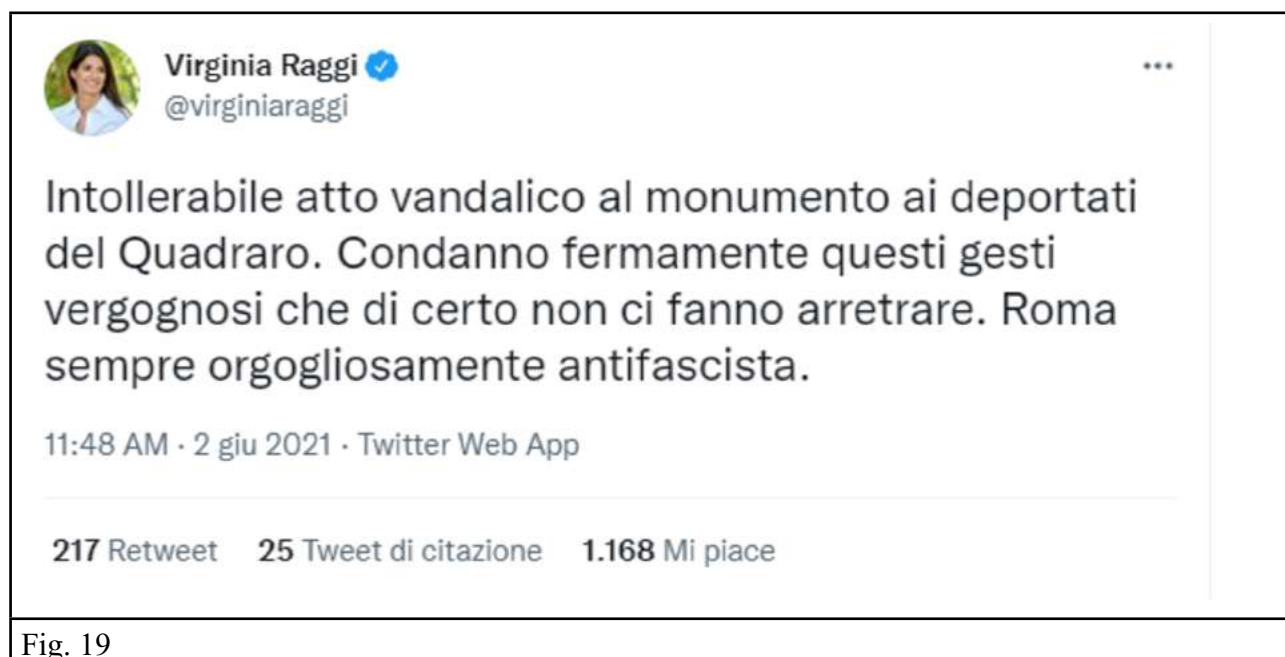 Virginia Raggi
@virginiaraggi
Intollerabile atto vandalico al monumento ai deportati
del Quadraro. Condanno fermamente questi gesti
vergognosi che di certo non ci fanno arretrare. Roma
sempre orgogliosamente antifascista.
11:48 AM · 2 giu 2021 · Twitter Web App
217 Retweet 25 Tweet di citazione 1.168 Mi piace
Fig. 19